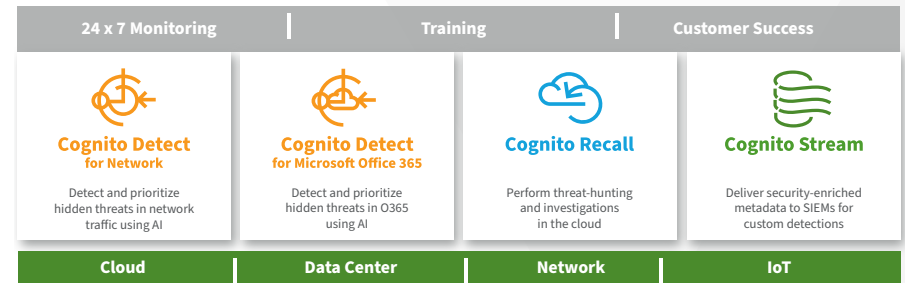 24 x 7 Monitoring
Training
Customer Success
Cognito Detect
for Network
Detect and prioritize
hidden threats in network
traffic using AI
Cognito Detect
for Microsoft Office 365
Detect and prioritize
hidden threats in O365
using AI
Cognito Recall
Perform threat-hunting
and investigations
in the cloud
Cognito Stream
Deliver security-enriched
metadata to SIEMs for
custom detections
Cloud
Data Center
Network
IoT